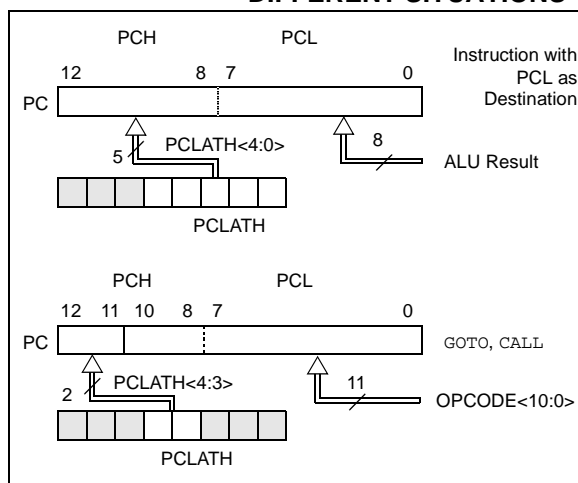 DIFFERENT SITUATIONS
PCH PCL
12 8 7 0
Instruction with
PCL as
Destination
PC
5 PCLATH<4:0> 8
ALU Result
PCLATH
PCH PCL
12 11 10 8 7 0
PC GOTO, CALL
2 PCLATH<4:3> 11
OPCODE<10:0>
PCLATH